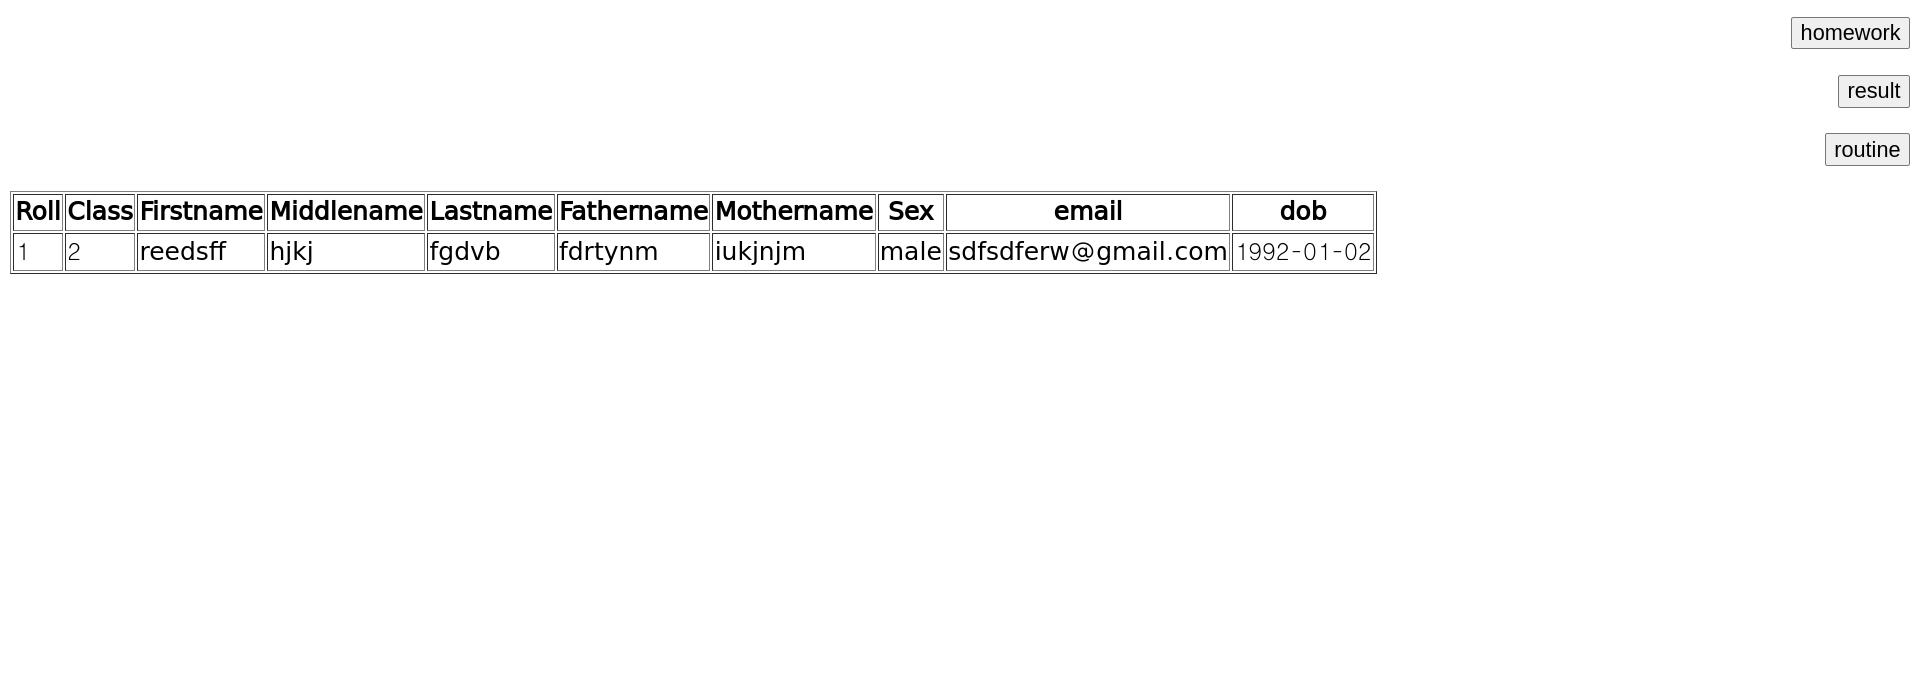 homework
result
routine
Roll Class Firstname Middlename Lastname Fathername Mothername Sex email dob
1 2 reedsff hjkj fgdvb fdrtynm iukjnjm male sdfsdferw@gmail.com 1992-01-02